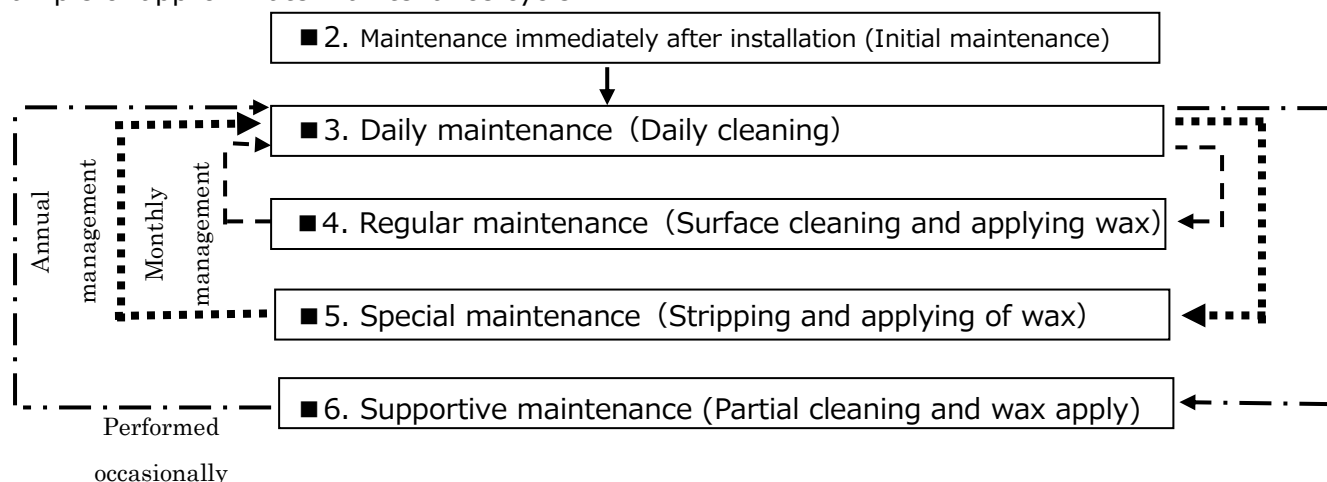 ■2. Maintenance immediately after installation (Initial maintenance)
■3. Daily maintenance（Daily cleaning）
■4. Regular maintenance（Surface cleaning and applying wax）
■5. Special maintenance（Stripping and applying of wax）
■6. Supportive maintenance (Partial cleaning and wax apply)
Annual
management
Monthly
management
Performed
occasionally